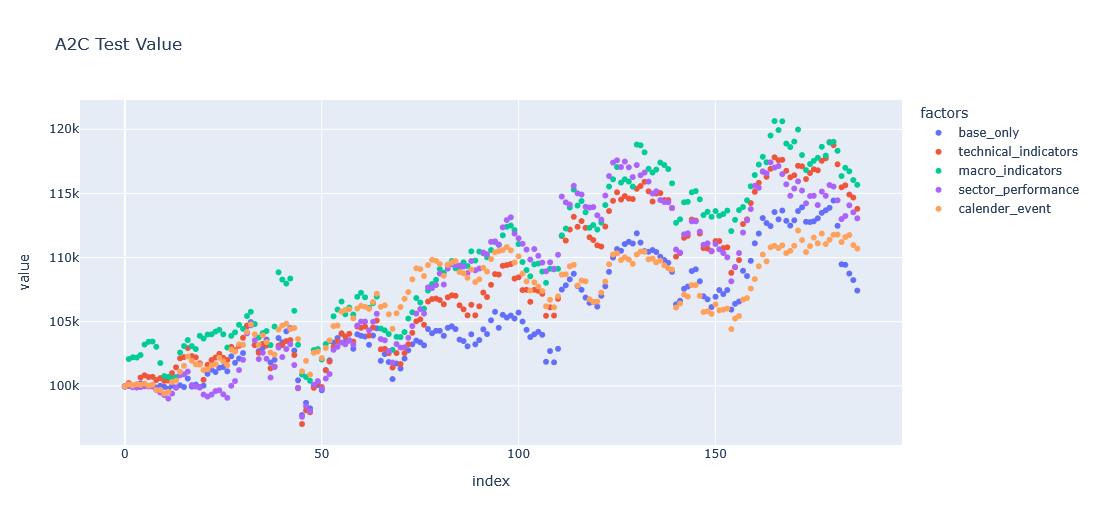 A2C Test Value
120k
115k
110k
105k
100k
value
0
50
100
150
index
factors
base_only
technical_indicators
macro_indicators
sector_performance
calender_event